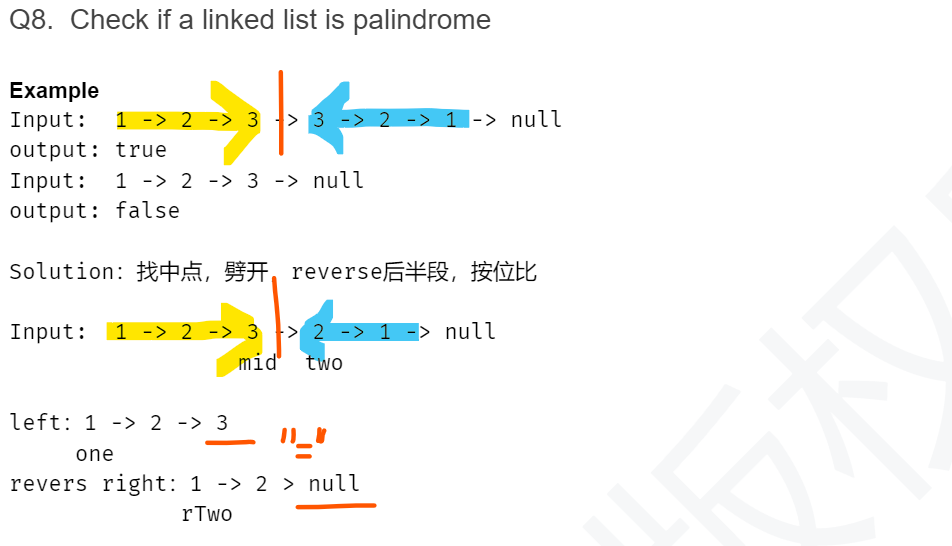 Q8. Check if a linked list is palindrome
Example
Input: 1 -> 2 -> 3 -> 3 -> 2 -> 1 -> null
output: true
Input: 1 -> 2 -> 3 -> null
output: false
Solution: 找中点, 劈开, reverse后半段, 按位比
Input: 1 -> 2 -> 3 -> 2 -> 1 -> null
mid two
left: 1 -> 2 -> 3
"="
one
revers right: 1 -> 2 > null
rTwo
版权